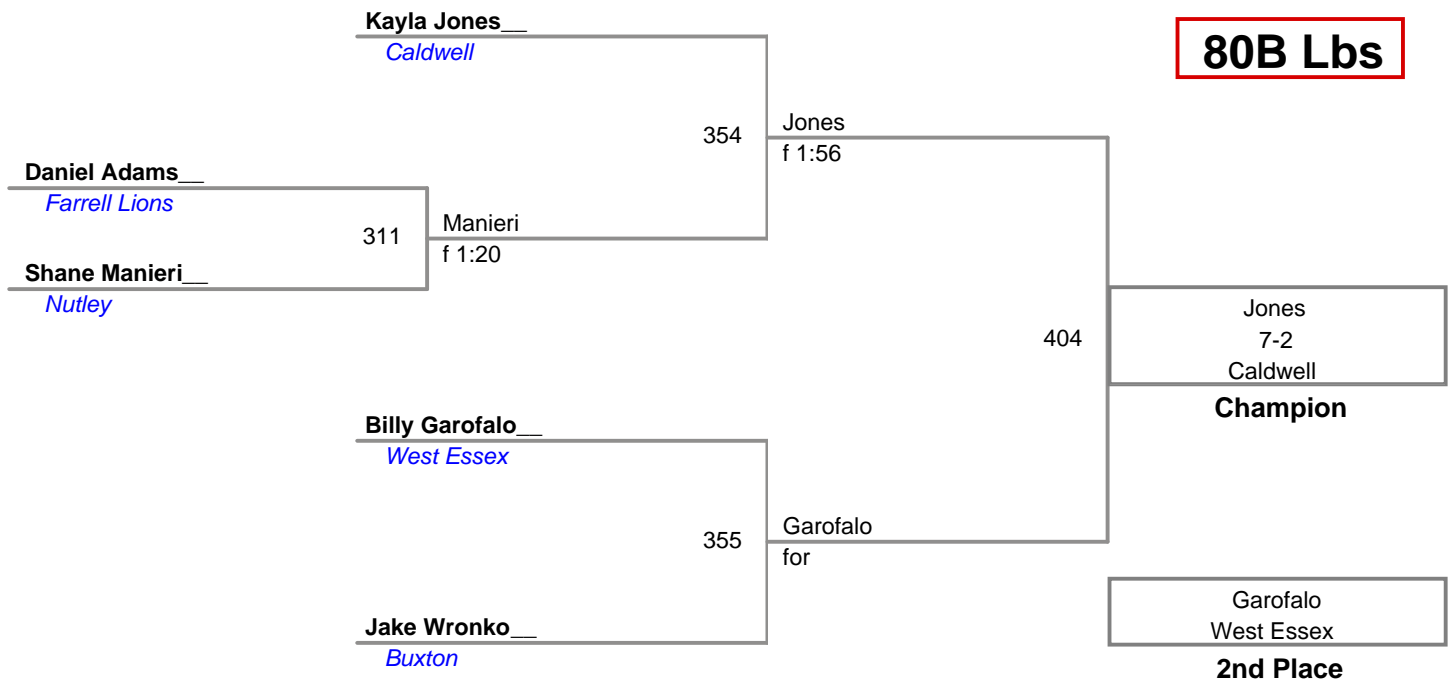 Kayla Jones__
Caldwell
80B Lbs
354
Jones
f 1:56
Daniel Adams__
Farrell Lions
311
Manieri
f 1:20
Shane Manieri__
Nutley
404
Jones
7-2
Caldwell
Champion
Billy Garofalo__
West Essex
355
Garofalo
for
Jake Wronko__
Buxton
Garofalo
West Essex
2nd Place